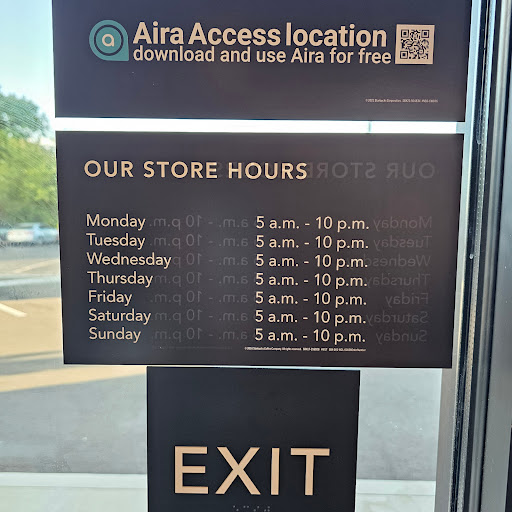 a Aira Access location
download and use Aira for free
OUR STORE HOURS
Monday 5 a.m. - 10 p.m.
Tuesday 5 a.m. - 10 p.m.
Wednesday 5 a.m. - 10 p.m.
Thursday 5 a.m. - 10 p.m.
Friday 5 a.m. - 10 p.m.
Saturday 5 a.m. - 10 p.m.
Sunday 5 a.m. - 10 p.m.
EXIT